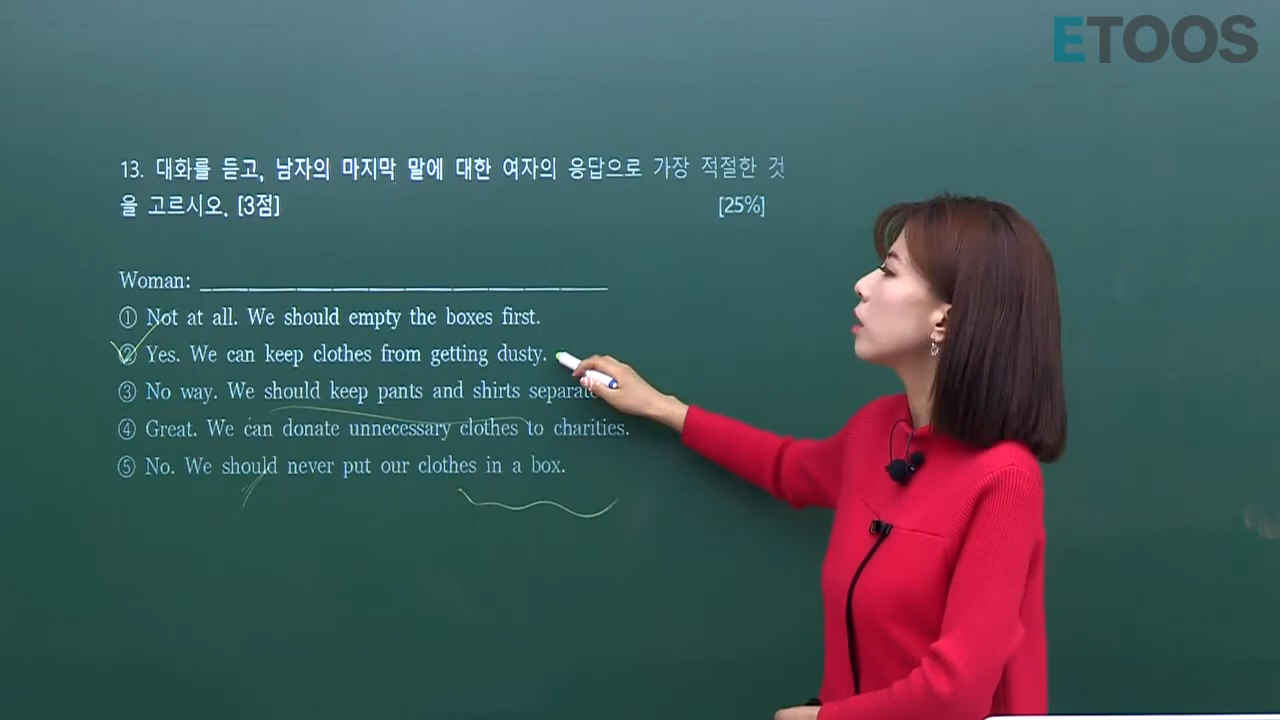 ETOOS
13. 대화를 듣고, 남자의 마지막 말에 대한 여자의 응답으로 가장 적절한 것
을 고르시오. [3점] [25%]
Woman:
① Not at all. We should empty the boxes first.
② Yes. We can keep clothes from getting dusty.
③ No way. We should keep pants and shirts separate
④ Great. We can donate unnecessary clothes to charities.
⑤ No. We should never put our clothes in a box.